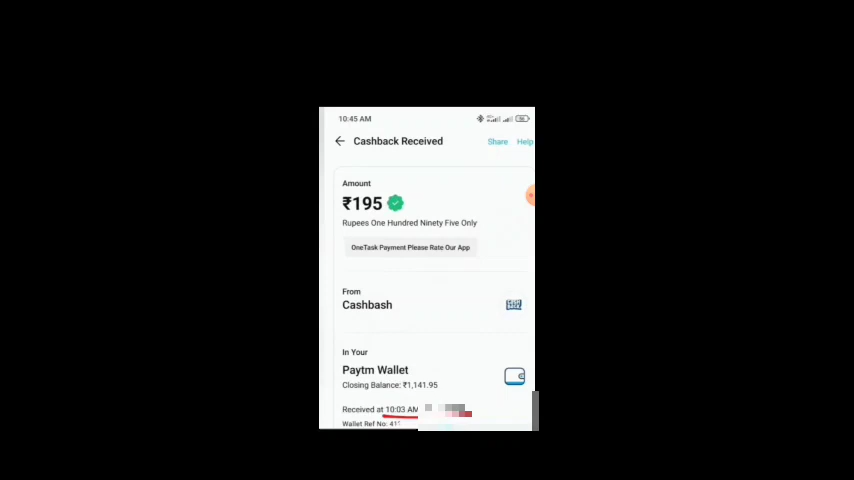 10:45 AM
Cashback Received
Share Help
Amount
₹195
Rupees One Hundred Ninety Five Only
OneTask Payment Please Rate Our App
From
Cashbash
In Your
Paytm Wallet
Closing Balance: ₹1,141.95
Received at 10:03 AM
Wallet Ref No: